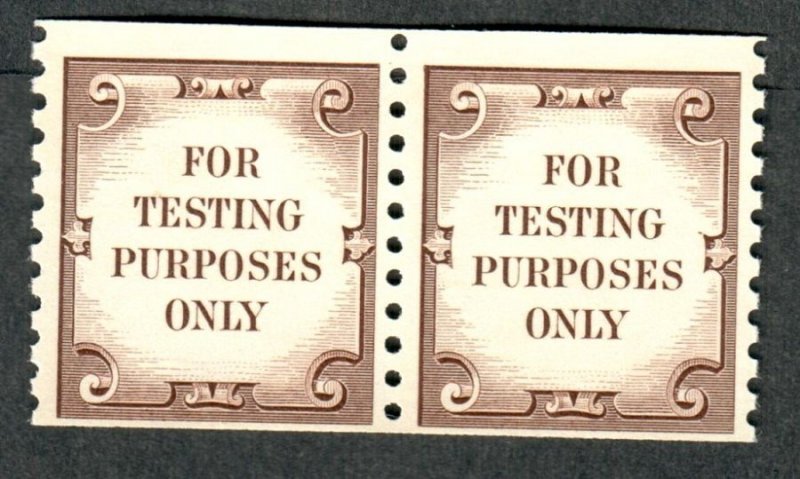 FOR
TESTING
PURPOSES
ONLY
FOR
TESTING
PURPOSES
ONLY